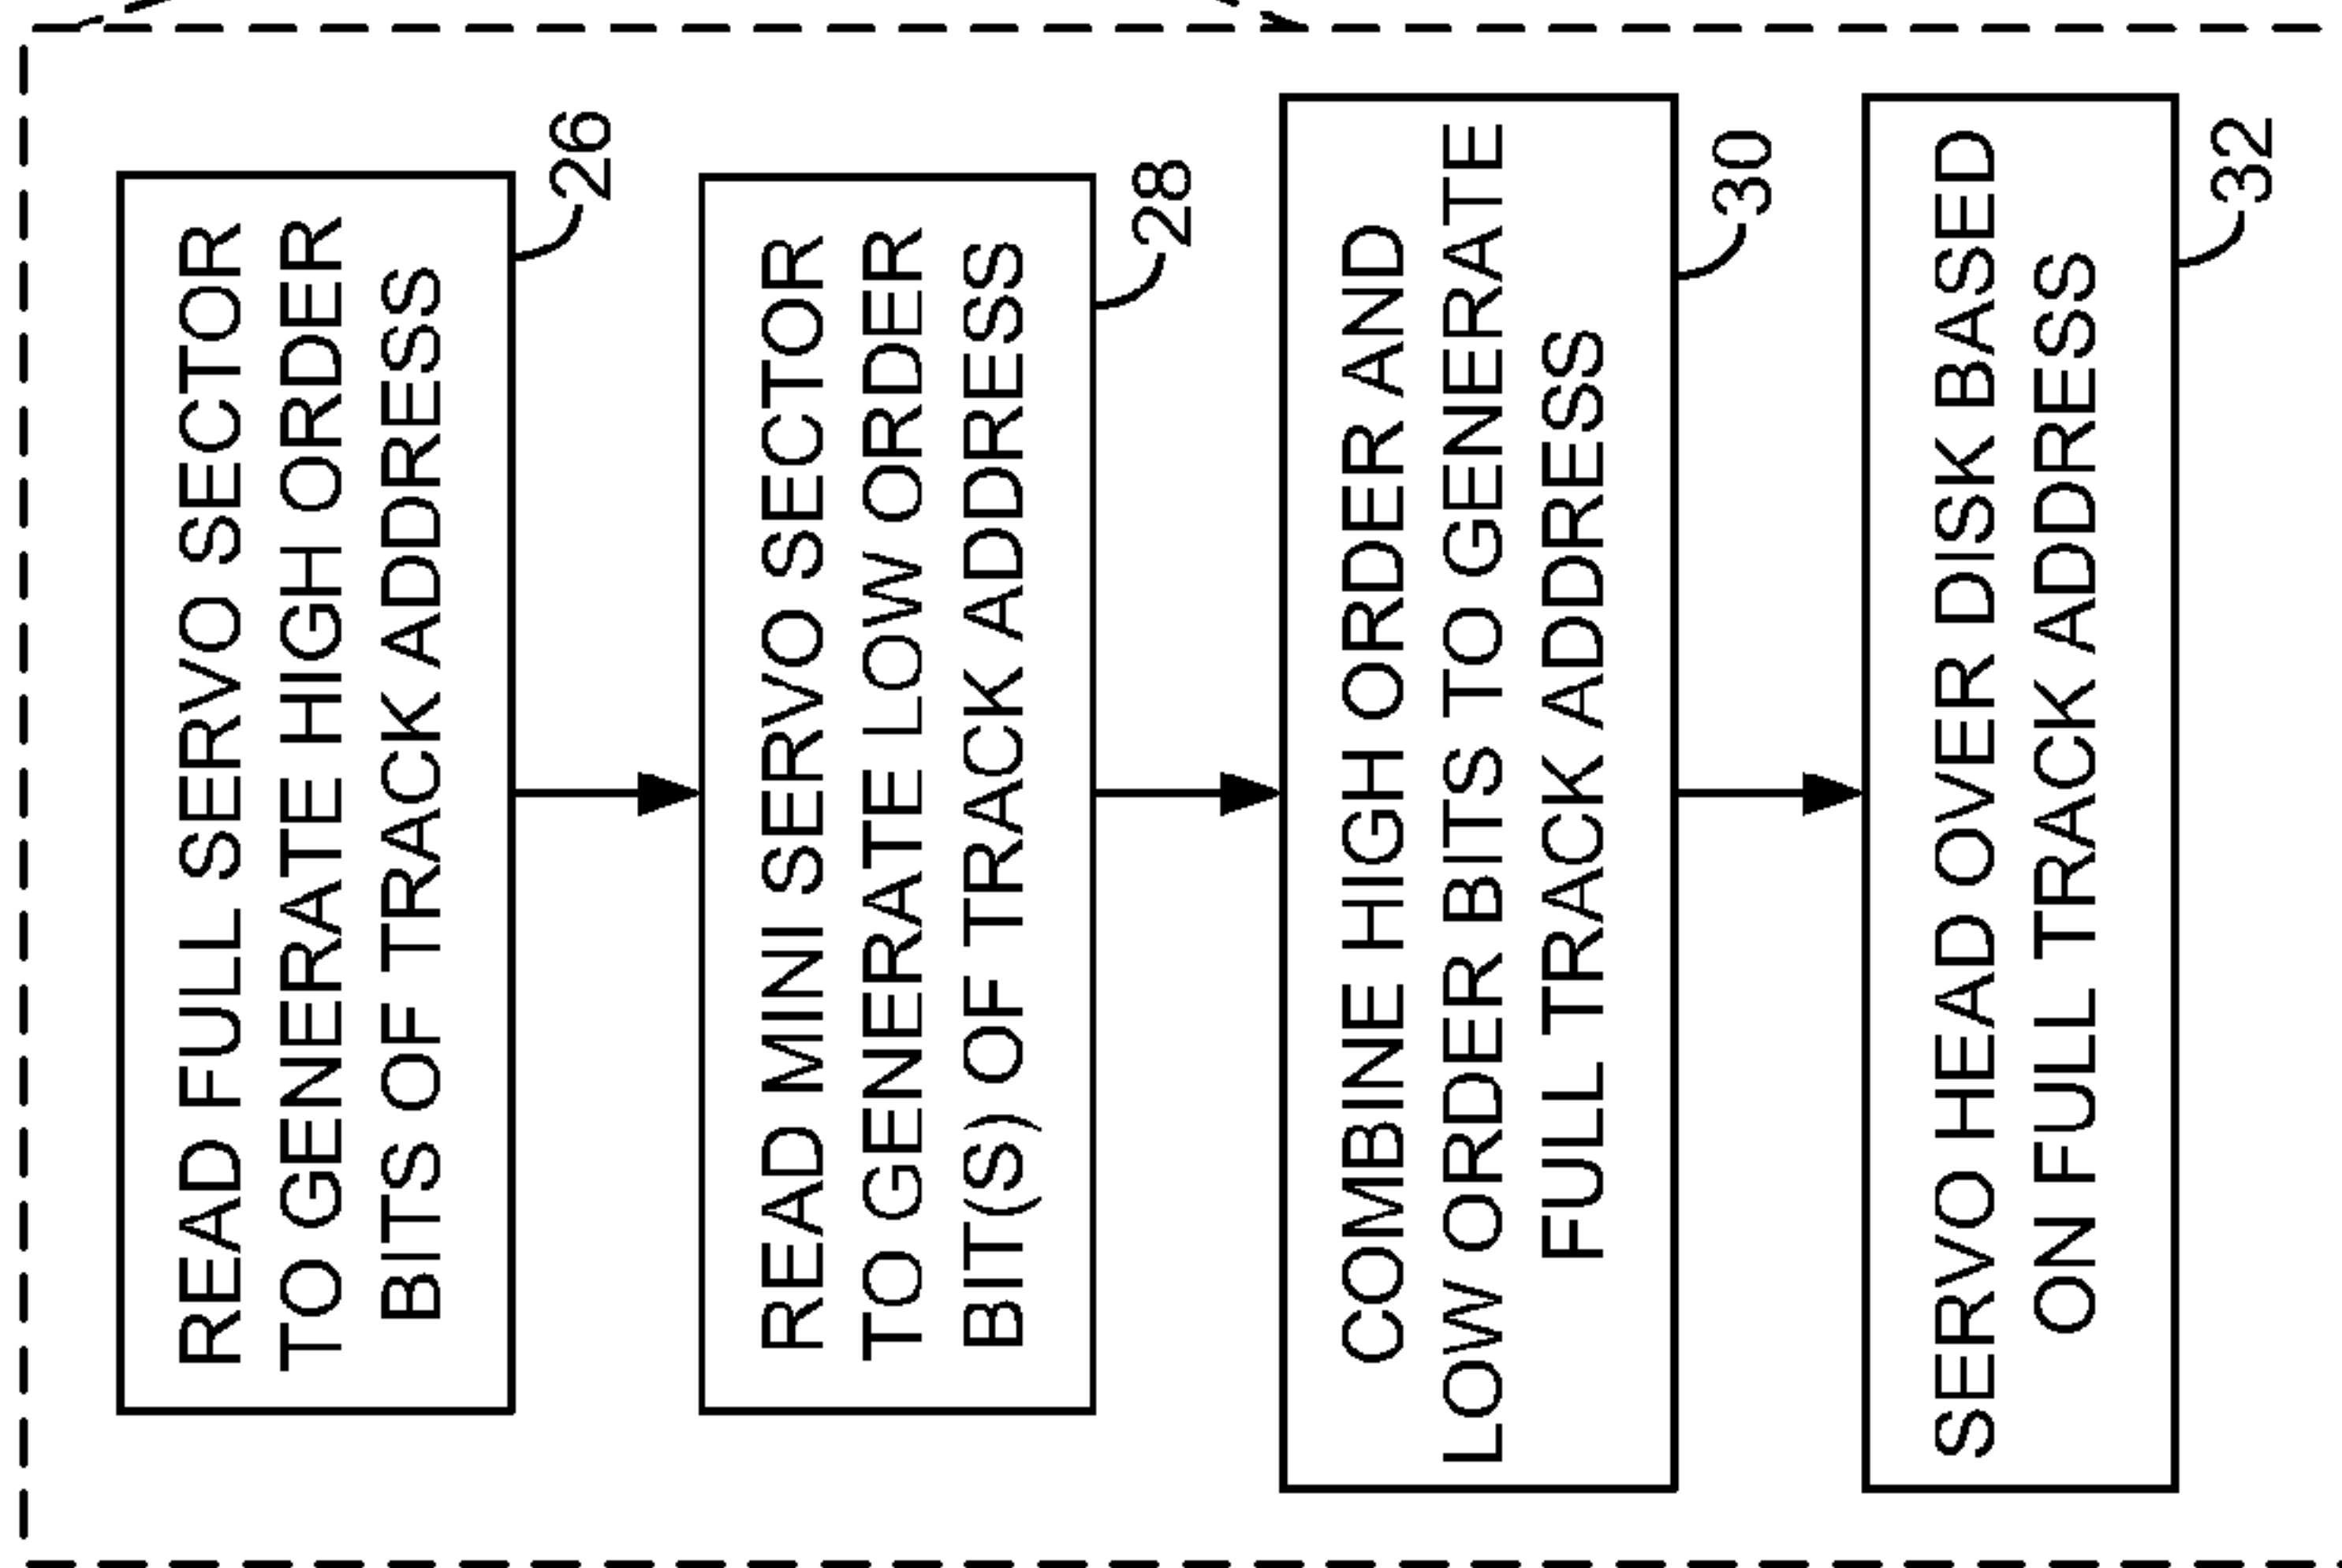 READ FULL SERVO SECTOR
TO GENERATE HIGH ORDER
BITS OF TRACK ADDRESS
26
READ MINI SERVO SECTOR
TO GENERATE LOW ORDER
BIT(S) OF TRACK ADDRESS
28
COMBINE HIGH ORDER AND
LOW ORDER BITS TO GENERATE
FULL TRACK ADDRESS
30
SERVO HEAD OVER DISK BASED
ON FULL TRACK ADDRESS
32